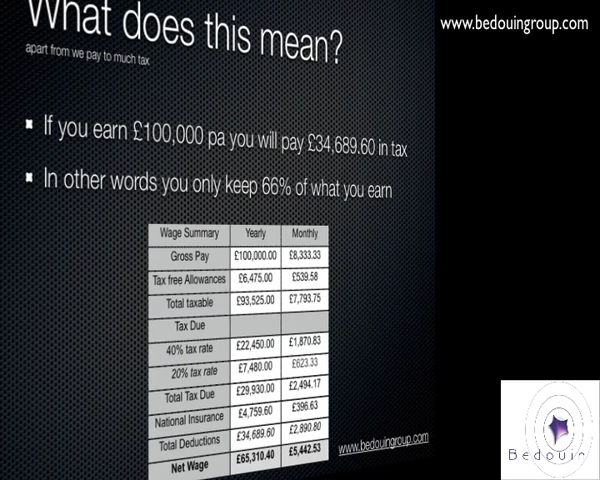 www.bedouingroup.com
What does this mean?
apart from we pay to much tax
If you earn £100,000 pa you will pay £34,689.60 in tax
In other words you only keep 66% of what you earn
Wage Summary Yearly Monthly
Gross Pay £100,000.00 £8,333.33
Tax free Allowances £6,475.00 £539.58
Total taxable £93,525.00 £7,793.75
Tax Due
40% tax rate £22,450.00 £1,870.83
20% tax rate £7,480.00 £623.33
Total Tax Due £29,930.00 £2,494.17
National Insurance £4,759.60 £396.63
Total Deductions £34,689.60 £2,890.80
Net Wage £65,310.40 £5,442.53
www.bedouingroup.com
Bedouin